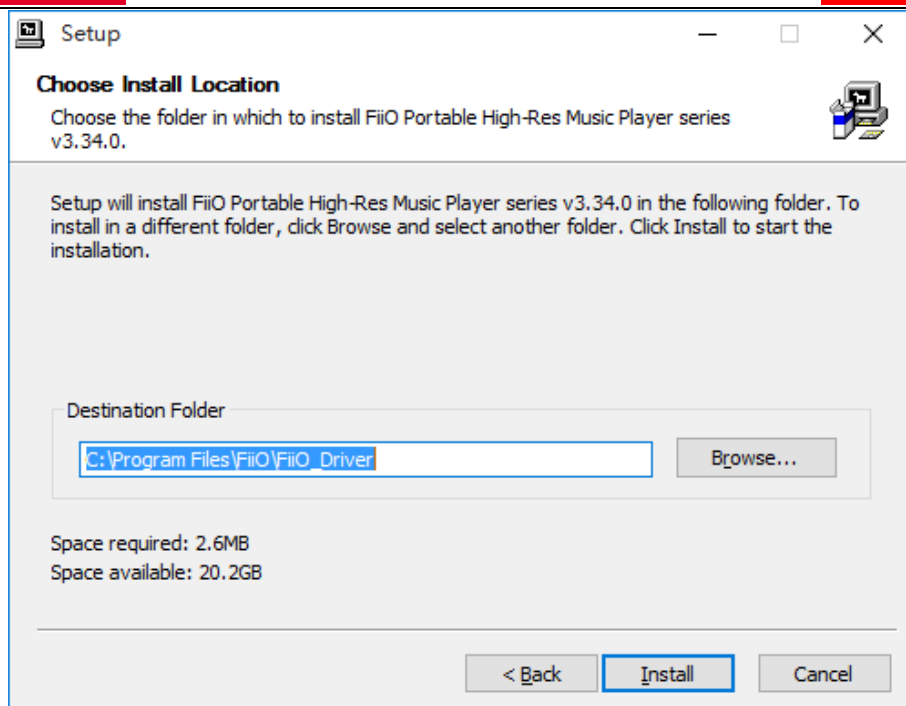 Setup
Choose Install Location
Choose the folder in which to install FiiO Portable High-Res Music Player series
v3.34.0.
Setup will install FiiO Portable High-Res Music Player series v3.34.0 in the following folder. To
install in a different folder, click Browse and select another folder. Click Install to start the
installation.
Destination Folder
C:\Program Files\FiiO\FiiO_Driver
Browse...
Space required: 2.6MB
Space available: 20.2GB
< Back
Install
Cancel